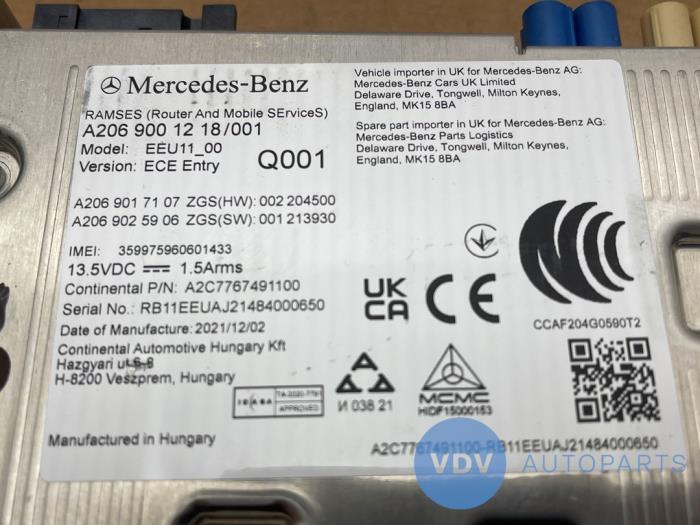 Mercedes-Benz
RAMSES (Router And Mobile SErviceS)
A206 900 12 18/001
Model: EEU11_00
Version: ECE Entry
Q001
Vehicle importer in UK for Mercedes-Benz AG:
Mercedes-Benz Cars UK Limited
Delaware Drive, Tongwell, Milton Keynes,
England, MK15 8BA
Spare part importer in UK for Mercedes-Benz AG:
Mercedes-Benz Parts Logistics
Delaware Drive, Tongwell, Milton Keynes,
England, MK15 8BA
A206 901 71 07 ZGS(HW): 002 204500
A206 902 59 06 ZGS(SW): 001 213930
IMEI: 359975960601433
13.5VDC 1.5Arms
Continental P/N: A2C7767491100
Serial No.: RB11EEUAJ21484000650
Date of Manufacture: 2021/12/02
Continental Automotive Hungary Kft
Hazgyari
H-8200 Veszprem, Hungary
UK
CA
CE
CCC
CCAF204G0590T2
APPROVED
И 038 21
MCMC
HIDF15000153
Manufactured in Hungary
A2C7767491100-RB11EEUAJ21484000650
VDV AUTOPARTS